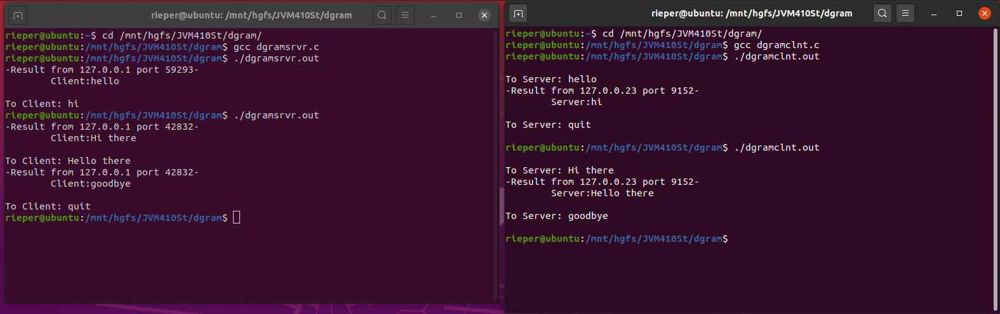 rieper@ubuntu: /mnt/hgfs/JVM410St/dgram
rieper@ubuntu:~$ cd /mnt/hgfs/JVM410St/dgram/
rieper@ubuntu:/mnt/hgfs/JVM410St/dgram$ gcc dgramsrvr.c
rieper@ubuntu:/mnt/hgfs/JVM410St/dgram$ ./dgramsrvr.out
-Result from 127.0.0.1 port 59293-
Client:hello
To Client: hi
rieper@ubuntu:/mnt/hgfs/JVM410St/dgram$ ./dgramsrvr.out
-Result from 127.0.0.1 port 42832-
Client:Hi there
To Client: Hello there
-Result from 127.0.0.1 port 42832-
Client:goodbye
To Client: quit
rieper@ubuntu:/mnt/hgfs/JVM410St/dgram$
rieper@ubuntu: /mnt/hgfs/JVM410St/dgram
rieper@ubuntu:~$ cd /mnt/hgfs/JVM410St/dgram/
rieper@ubuntu:/mnt/hgfs/JVM410St/dgram$ gcc dgramclnt.c
rieper@ubuntu:/mnt/hgfs/JVM410St/dgram$ ./dgramclnt.out
To Server: hello
-Result from 127.0.0.23 port 9152-
Server:hi
To Server: quit
rieper@ubuntu:/mnt/hgfs/JVM410St/dgram$ ./dgramclnt.out
To Server: Hi there
-Result from 127.0.0.23 port 9152-
Server:Hello there
To Server: goodbye
rieper@ubuntu:/mnt/hgfs/JVM410St/dgram$